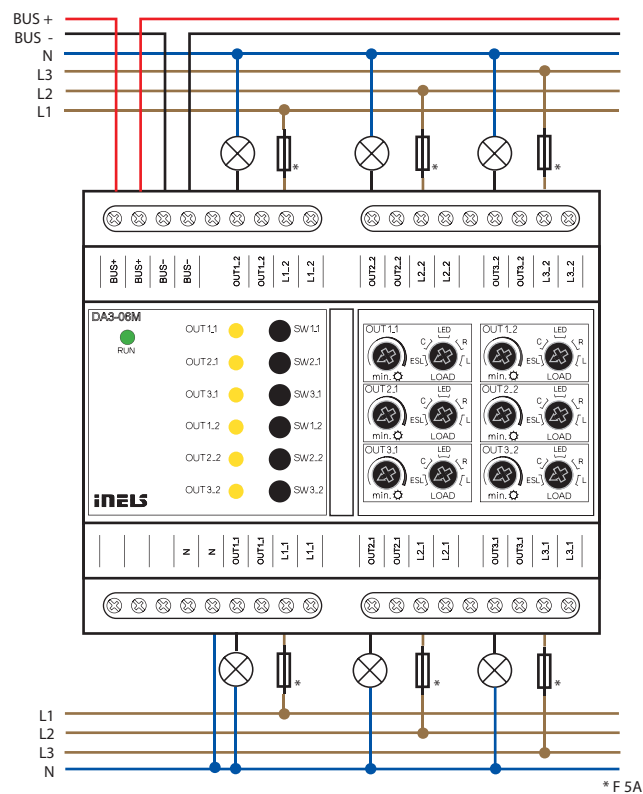 BUS +
BUS -
N
L3
L2
L1
*
*
*
BUS+ BUS+ BUS- BUS- OUT1_2 OUT1_2 L1_2 L1_2 OUT2_2 OUT2_2 L2_2 L2_2 OUT3_2 OUT3_2 L3_2 L3_2
DA3-06M
RUN
OUT1_1 SW1_1
OUT2_1 SW2_1
OUT3_1 SW3_1
OUT1_2 SW1_2
OUT2_2 SW2_2
OUT3_2 SW3_2
iNELS
OUT1_1 LED C R ESL L min. LOAD
OUT1_2 LED C R ESL L min. LOAD
OUT2_1 LED C R ESL L min. LOAD
OUT2_2 LED C R ESL L min. LOAD
OUT3_1 LED C R ESL L min. LOAD
OUT3_2 LED C R ESL L min. LOAD
N N OUT1_1 OUT1_1 L1_1 L1_1 OUT2_1 OUT2_1 L2_1 L2_1 OUT3_1 OUT3_1 L3_1 L3_1
*
*
*
L1
L2
L3
N
* F 5A